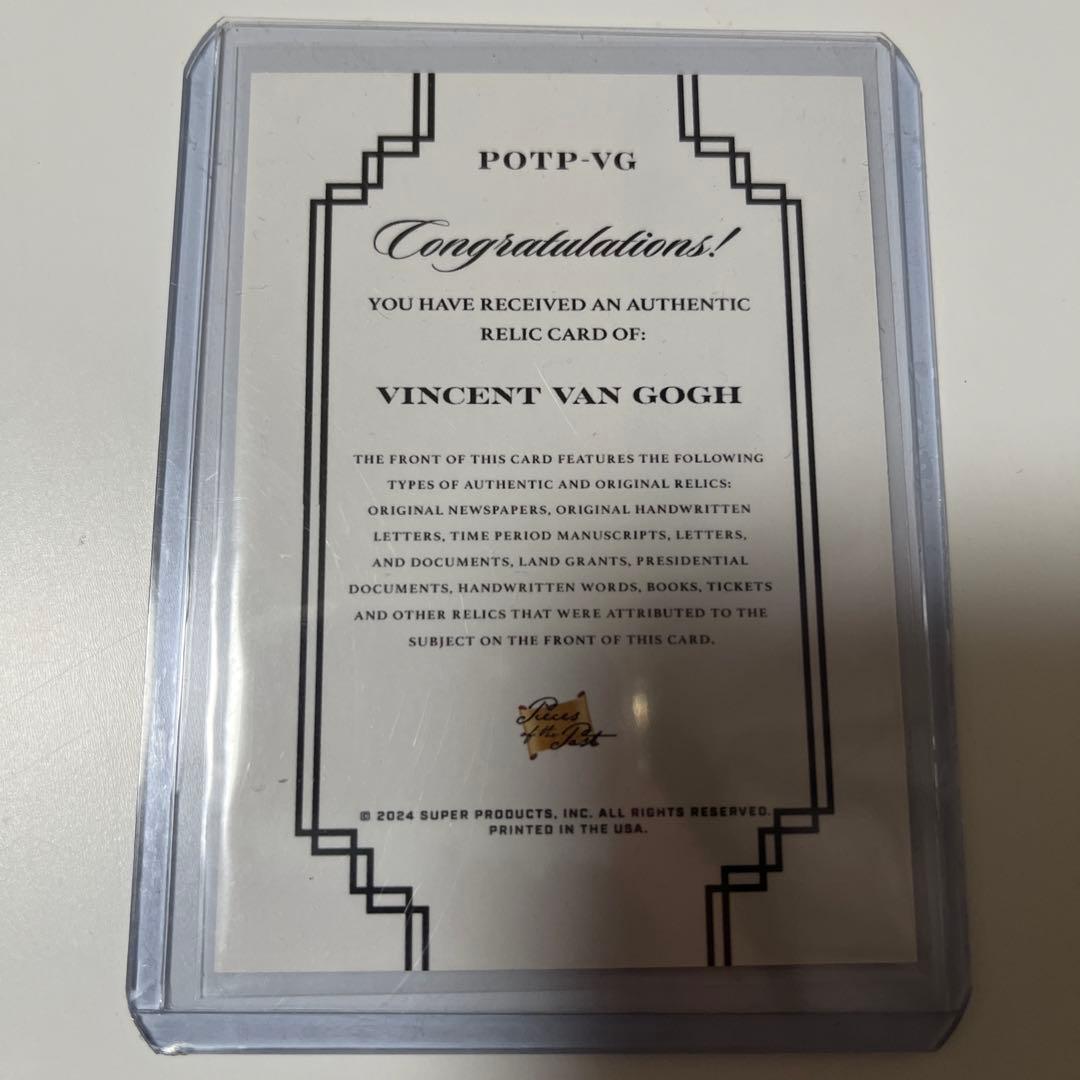 POTP-VG
Congratulations!
YOU HAVE RECEIVED AN AUTHENTIC
RELIC CARD OF:
VINCENT VAN GOGH
THE FRONT OF THIS CARD FEATURES THE FOLLOWING
TYPES OF AUTHENTIC AND ORIGINAL RELICS:
ORIGINAL NEWSPAPERS, ORIGINAL HANDWRITTEN
LETTERS, TIME PERIOD MANUSCRIPTS, LETTERS,
AND DOCUMENTS, LAND GRANTS, PRESIDENTIAL
DOCUMENTS, HANDWRITTEN WORDS, BOOKS, TICKETS
AND OTHER RELICS THAT WERE ATTRIBUTED TO THE
SUBJECT ON THE FRONT OF THIS CARD.
Pieces
of the Past
© 2024 SUPER PRODUCTS, INC. ALL RIGHTS RESERVED.
PRINTED IN THE USA.